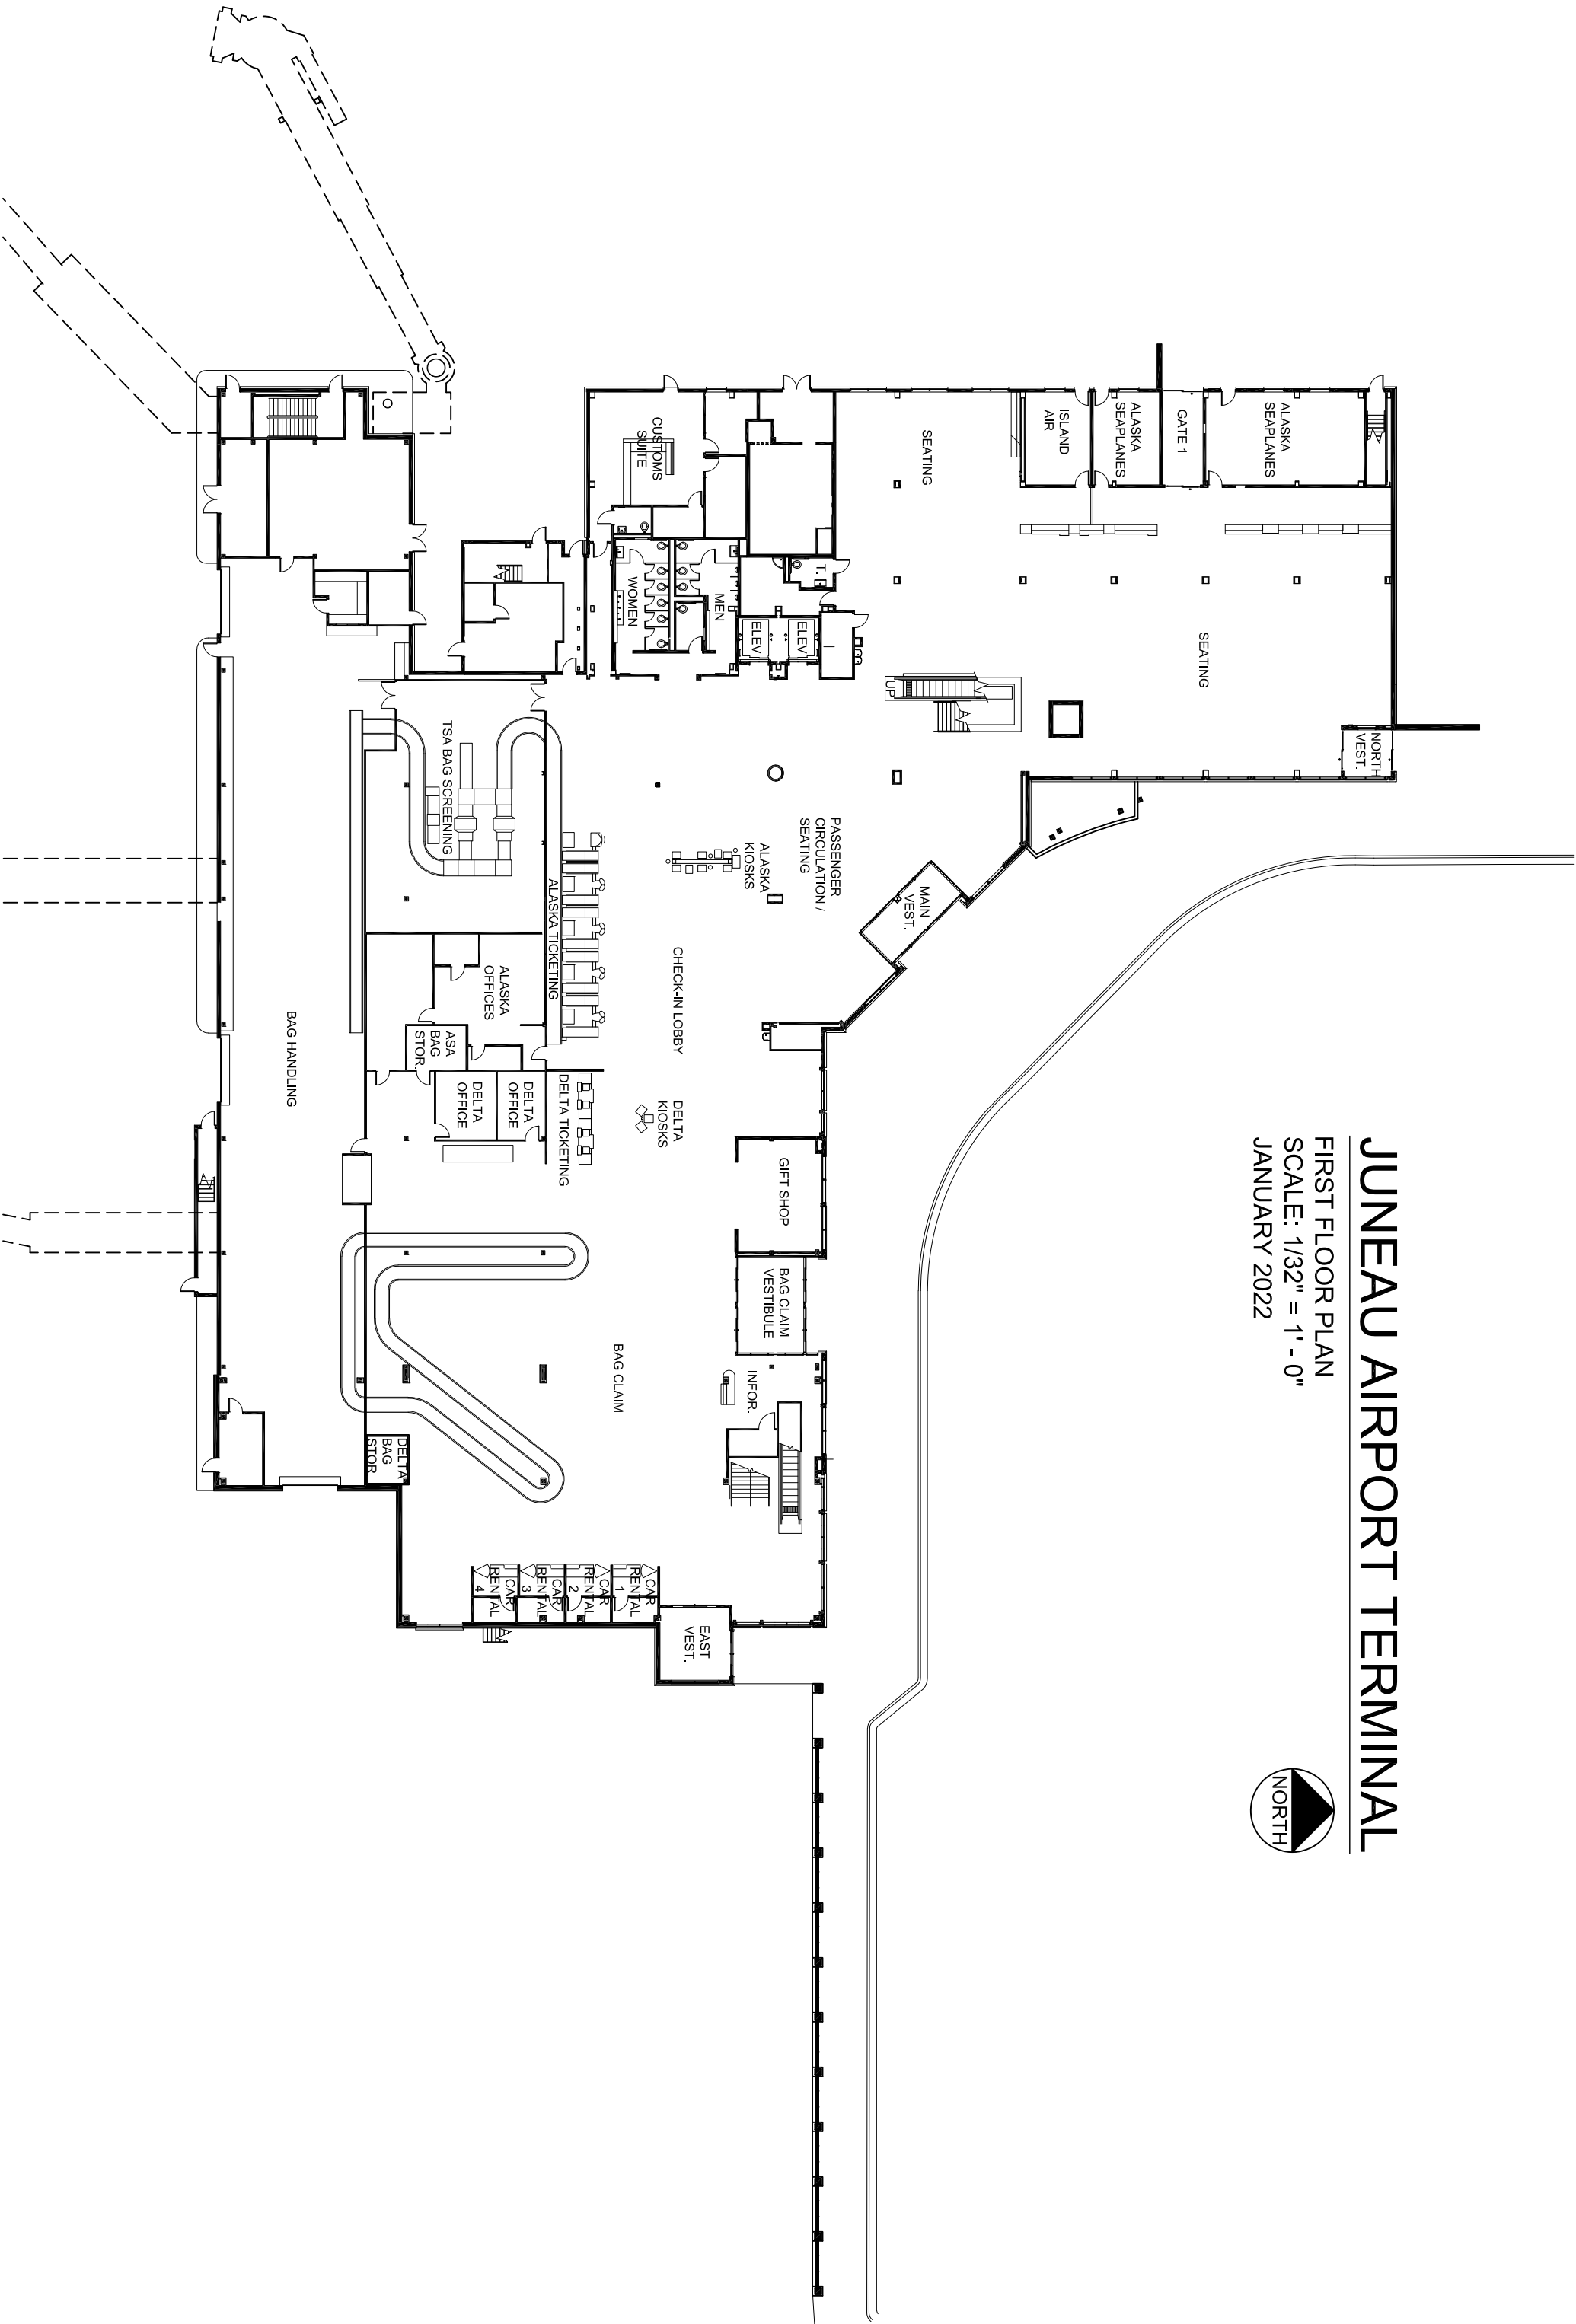 JUNEAU AIRPORT TERMINAL
FIRST FLOOR PLAN
SCALE: 1/32" = 1' - 0"
JANUARY 2022
NORTH
NORTH
VEST.
ALASKA
SEAPLANES
GATE 1
ALASKA
SEAPLANES
ISLAND
AIR
SEATING
SEATING
UP
CUSTOMS
SUITE
T.
MEN
WOMEN
ELEV
ELEV
MAIN
VEST.
PASSENGER
CIRCULATION /
SEATING
ALASKA
KIOSKS
CHECK-IN LOBBY
DELTA
KIOSKS
GIFT SHOP
BAG CLAIM
VESTIBULE
INFOR.
TSA BAG SCREENING
ALASKA TICKETING
ALASKA
OFFICES
ASA
BAG
STOR.
DELTA TICKETING
DELTA
OFFICE
DELTA
OFFICE
BAG CLAIM
BAG HANDLING
DELTA
BAG
STOR
CAR
RENTAL
1
CAR
RENTAL
2
CAR
RENTAL
3
CAR
RENTAL
4
EAST
VEST.